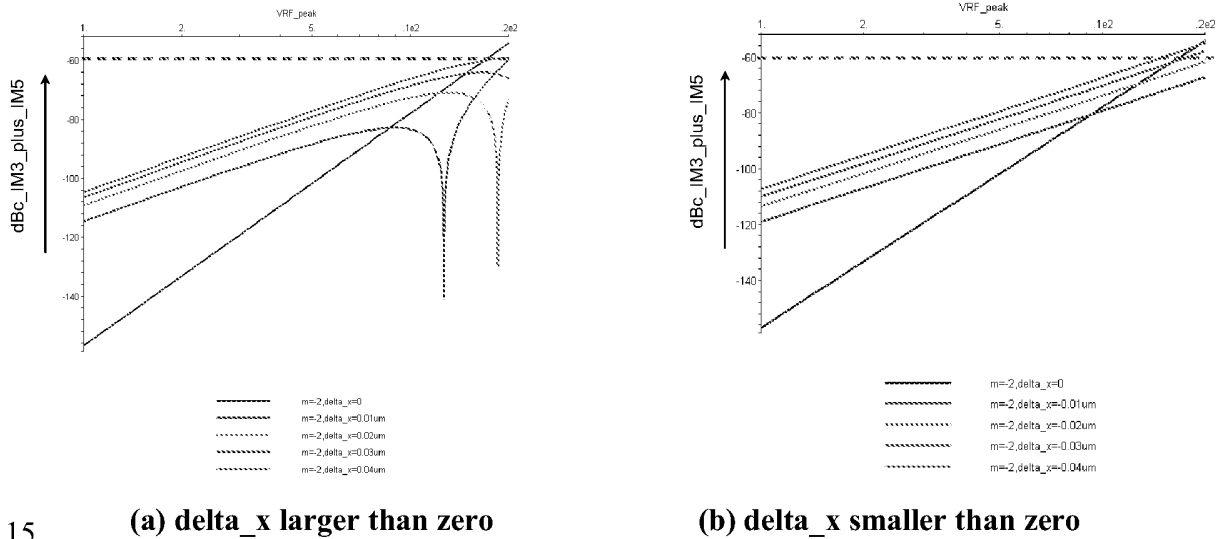 VRF_peak
1. 2. 5. .1e2 .2e2
dBc_IM3_plus_IM5
-60
-80
-100
-120
-140
m=-2,delta_x=0
m=-2,delta_x=0.01um
m=-2,delta_x=0.02um
m=-2,delta_x=0.03um
m=-2,delta_x=0.04um
(a) delta_x larger than zero
VRF_peak
1. 2. 5. .1e2 .2e2
dBc_IM3_plus_IM5
-60
-80
-100
-120
-140
m=-2,delta_x=0
m=-2,delta_x=-0.01um
m=-2,delta_x=-0.02um
m=-2,delta_x=-0.03um
m=-2,delta_x=-0.04um
(b) delta_x smaller than zero
15